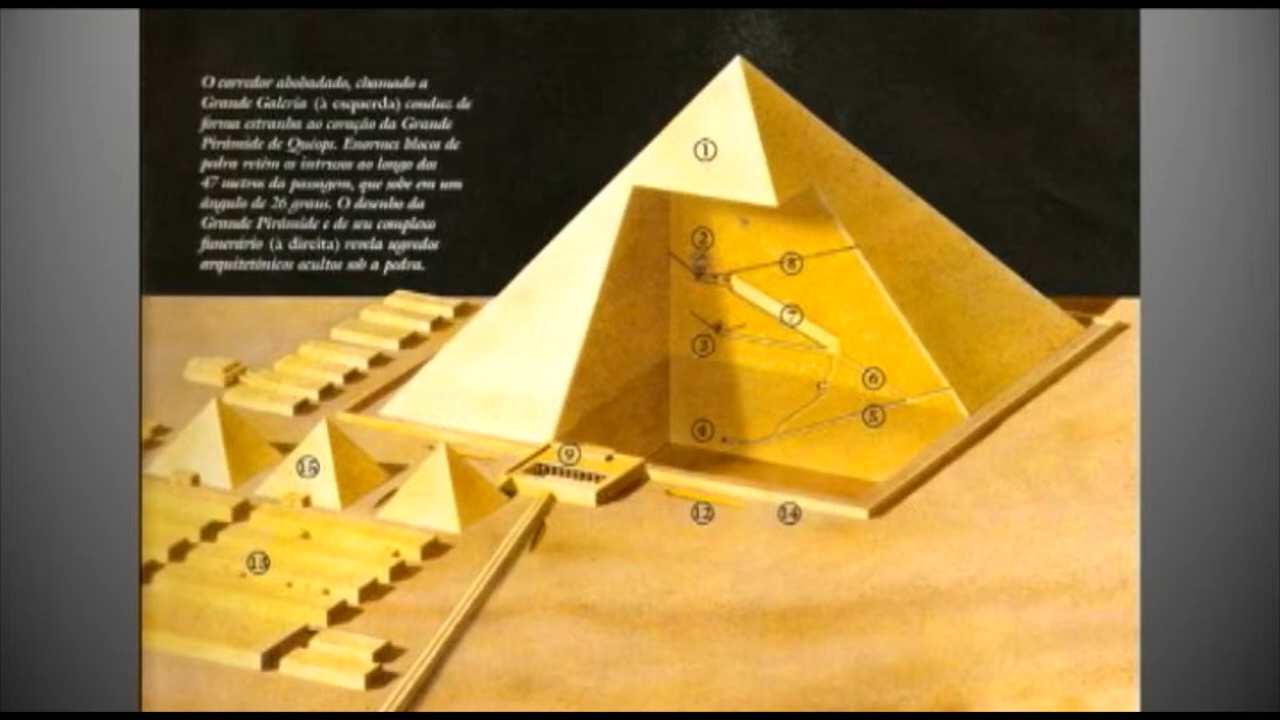 O corredor abobadado, chamado a
Grande Galeria (à esquerda) conduz de
forma estranha ao coração da Grande
Pirâmide de Quéops. Enormes blocos de
pedra retêm os intrusos ao longo dos
47 metros da passagem, que sobe em um
ângulo de 26 graus. O desenho da
Grande Pirâmide e de seu complexo
funerário (à direita) revela segredos
arquitetônicos ocultos sob a pedra.
1
2
8
7
3
6
5
4
9
15
12
14
13